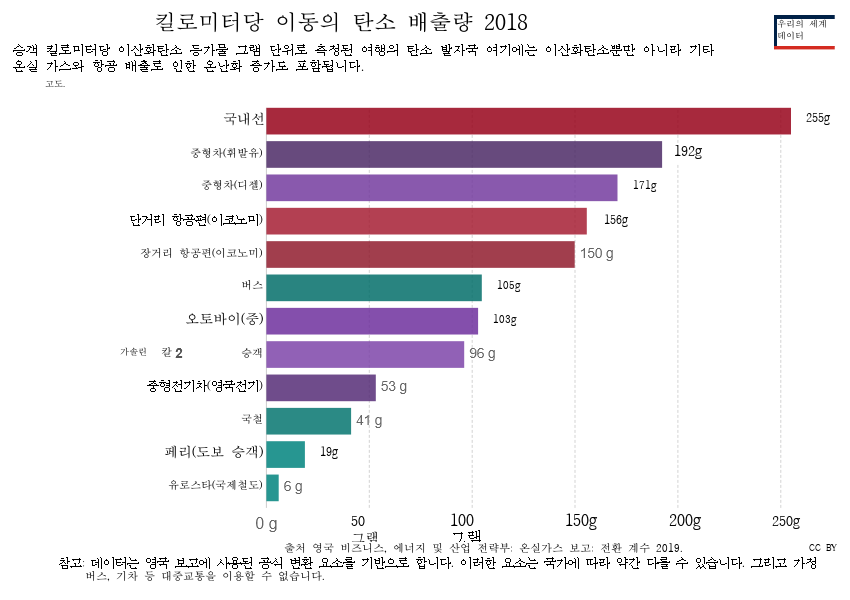 킬로미터당 이동의 탄소 배출량 2018
우리의 세계
데이터
승객 킬로미터당 이산화탄소 등가물 그램 단위로 측정된 여행의 탄소 발자국 여기에는 이산화탄소뿐만 아니라 기타
온실 가스와 항공 배출로 인한 온난화 증가도 포함됩니다.
고도.
국내선 255g
중형차(휘발유) 192g
중형차(디젤) 171g
단거리 항공편(이코노미) 156g
장거리 항공편(이코노미) 150 g
버스 105g
오토바이(중) 103g
가솔린 칼 2 승객 96 g
중형전기차(영국전기) 53 g
국철 41 g
페리(도보 승객) 19g
유로스타(국제철도) 6 g
0 g 50 100 150g 200g 250g
그램 그램
출처 영국 비즈니스, 에너지 및 산업 전략부: 온실가스 보고: 전환 계수 2019. CC BY
참고: 데이터는 영국 보고에 사용된 공식 변환 요소를 기반으로 합니다. 이러한 요소는 국가에 따라 약간 다를 수 있습니다. 그리고 가정
버스, 기차 등 대중교통을 이용할 수 없습니다.